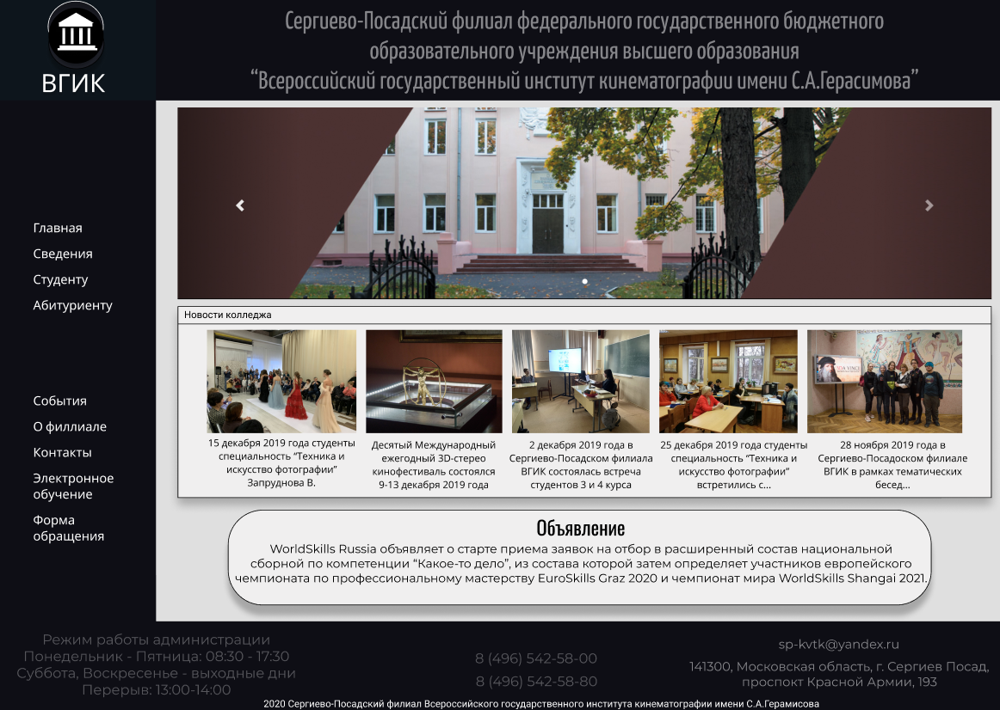 ВГИК
Сергиево-Посадский филиал федерального государственного бюджетного
образовательного учреждения высшего образования
“Всероссийский государственный институт кинематографии имени С.А.Герасимова”
Главная
Сведения
Студенту
Абитуриенту
События
О филлиале
Контакты
Электронное
обучение
Форма
обращения
Новости колледжа
15 декабря 2019 года студенты
специальность “Техника и
искусство фотографии”
Запруднова В.
Десятый Международный
ежегодный 3D-стерео
кинофестиваль состоялся
9-13 декабря 2019 года
2 декабря 2019 года в
Сергиево-Посадском филиала
ВГИК состоялась встреча
студентов 3 и 4 курса
25 декабря 2019 года студенты
специальность “Техника и
искусство фотографии”
встретились с...
DA·VINCI
28 ноября 2019 года в
Сергиево-Посадоском филиале
ВГИК в рамках тематических
бесед...
Объявление
WorldSkills Russia объявляет о старте приема заявок на отбор в расширенный состав национальной
сборной по компетенции “Какое-то дело”, из состава которой затем определяет участников европейского
чемпионата по профессиональному мастерству EuroSkills Graz 2020 и чемпионат мира WorldSkills Shangai 2021.
Режим работы администрации
Понедельник - Пятница: 08:30 - 17:30
Суббота, Воскресенье - выходные дни
Перерыв: 13:00-14:00
8 (496) 542-58-00
8 (496) 542-58-80
sp-kvtk@yandex.ru
141300, Московская область, г. Сергиев Посад,
проспект Красной Армии, 193
2020 Сергиево-Посадский филиал Всероссийского государственного института кинематографии имени С.А.Герамисова